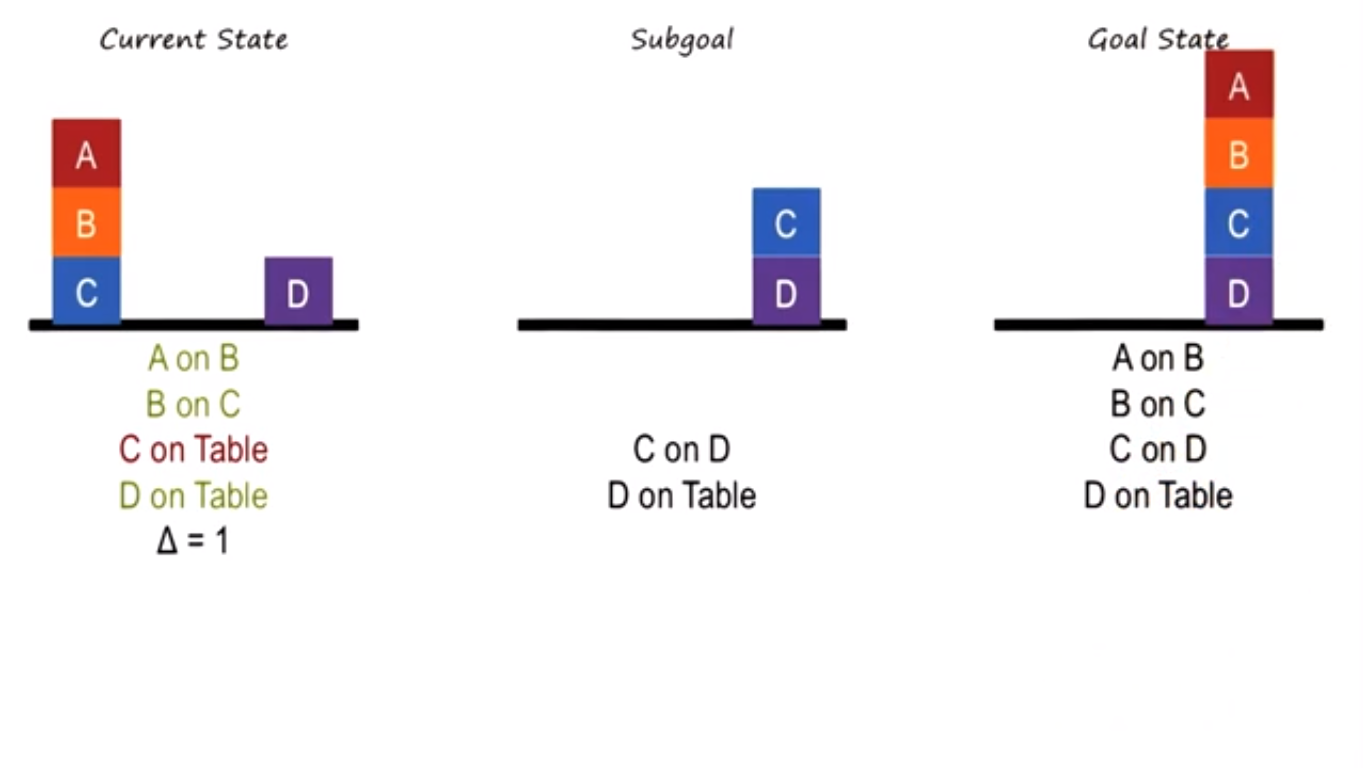 Current State
Subgoal
Goal State
A
B
C
D
C
D
A
B
C
D
A on B
B on C
C on Table
D on Table
Δ = 1
C on D
D on Table
A on B
B on C
C on D
D on Table